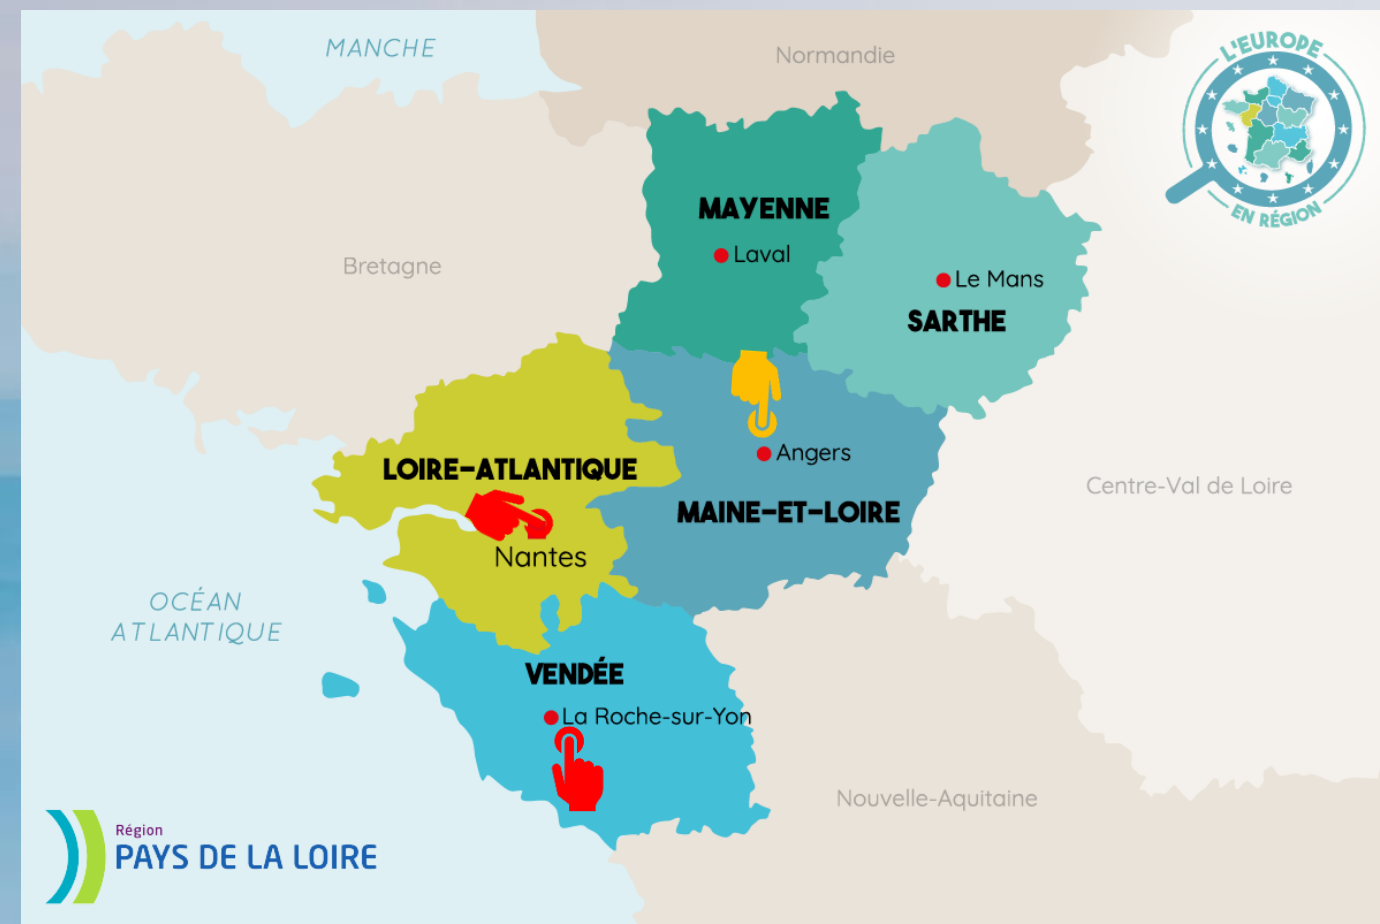 MANCHE
Normandie
L'EUROPE
EN RÉGION
MAYENNE
Laval
Bretagne
Le Mans
SARTHE
Angers
LOIRE-ATLANTIQUE
Centre-Val de Loire
MAINE-ET-LOIRE
Nantes
OCÉAN
ATLANTIQUE
VENDÉE
La Roche-sur-Yon
Nouvelle-Aquitaine
Région
PAYS DE LA LOIRE